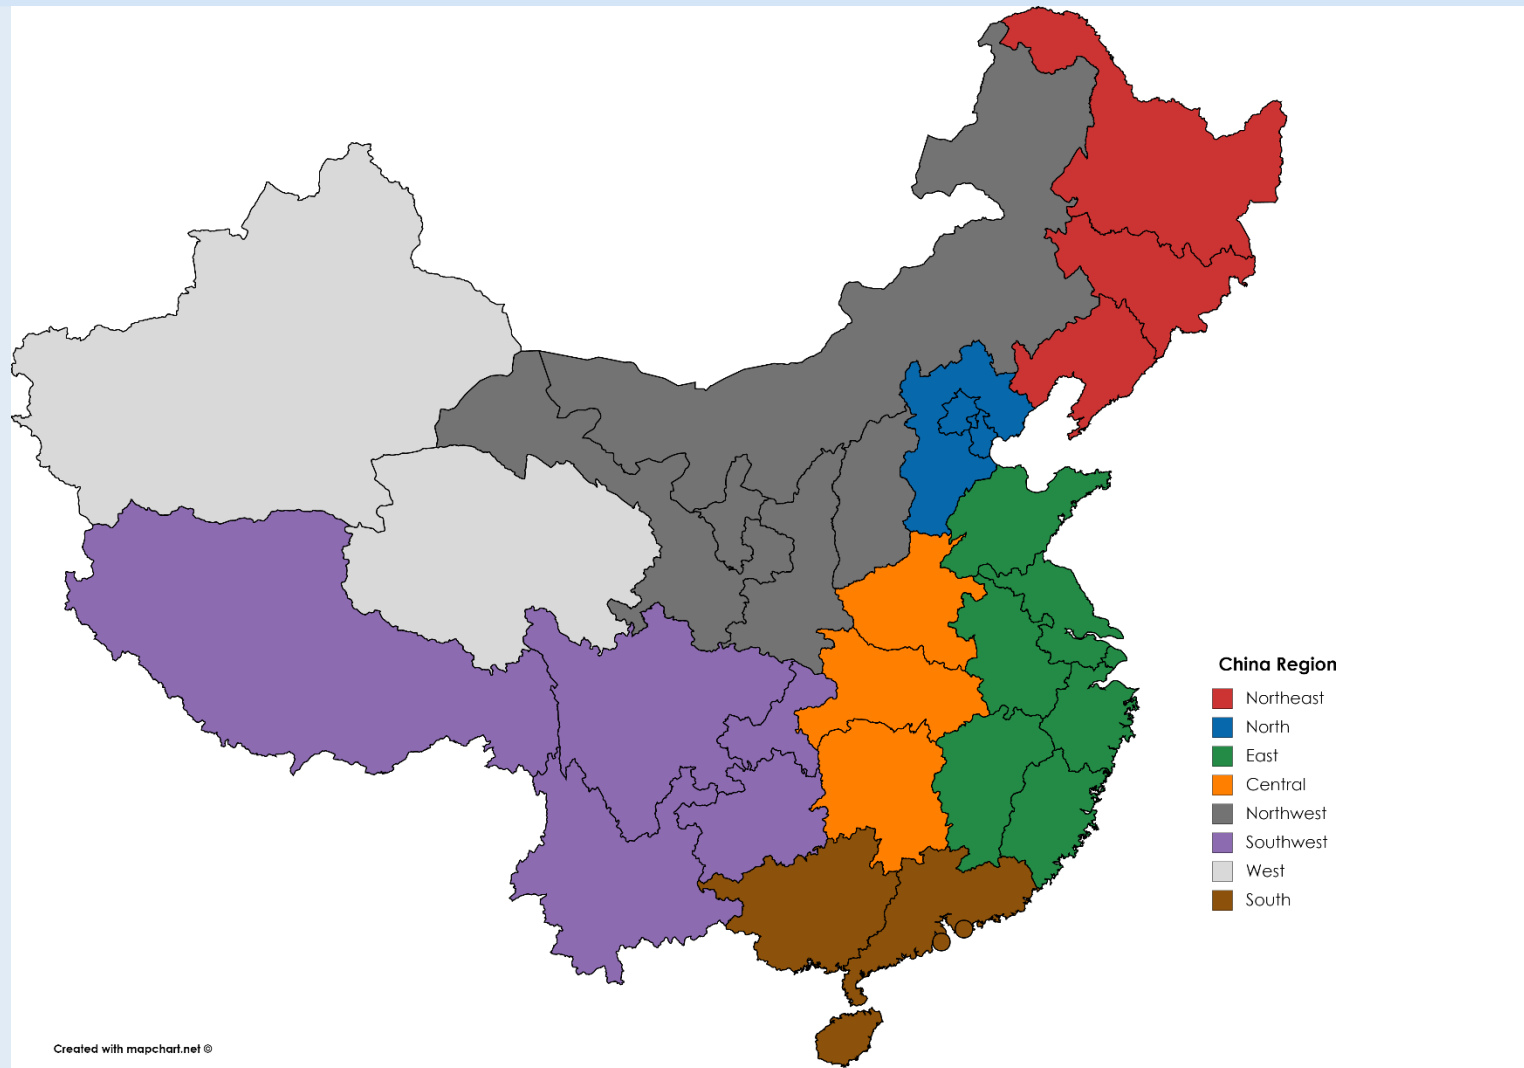 China Region
Northeast
North
East
Central
Northwest
Southwest
West
South
Created with mapchart.net ©